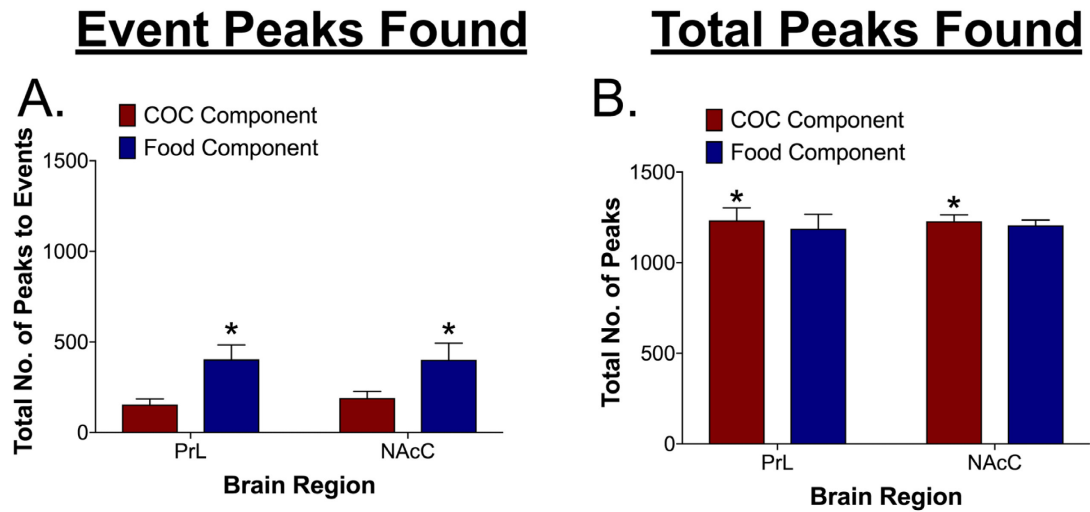 Event Peaks Found
A.
COC Component
Food Component
Total No. of Peaks to Events
1500
1000
500
0
*
*
PrL
NAcC
Brain Region
Total Peaks Found
B.
COC Component
Food Component
Total No. of Peaks
1500
1000
500
0
*
*
PrL
NAcC
Brain Region